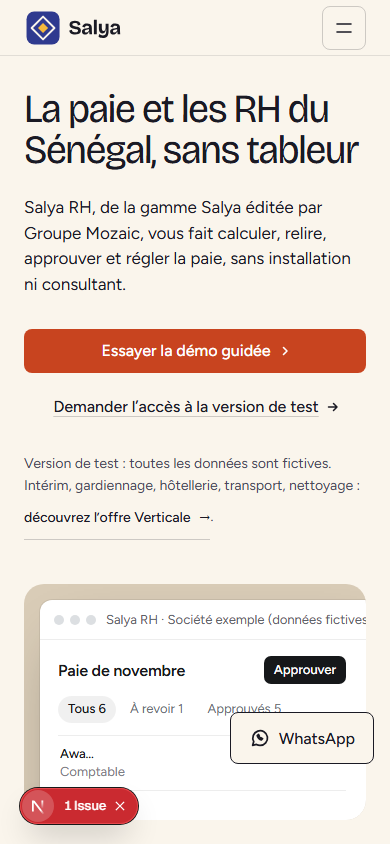 Salya
La paie et les RH du
Sénégal, sans tableur
Salya RH, de la gamme Salya éditée par
Groupe Mozaic, vous fait calculer, relire,
approuver et régler la paie, sans installation
ni consultant.
Essayer la démo guidée
Demander l’accès à la version de test →
Version de test : toutes les données sont fictives.
Intérim, gardiennage, hôtellerie, transport, nettoyage :
découvrez l’offre Verticale →.
Salya RH · Société exemple (données fictives
Paie de novembre
Approuver
Tous 6 À revoir 1 Approuvés 5
WhatsApp
Awa...
Comptable
N 1 Issue ×